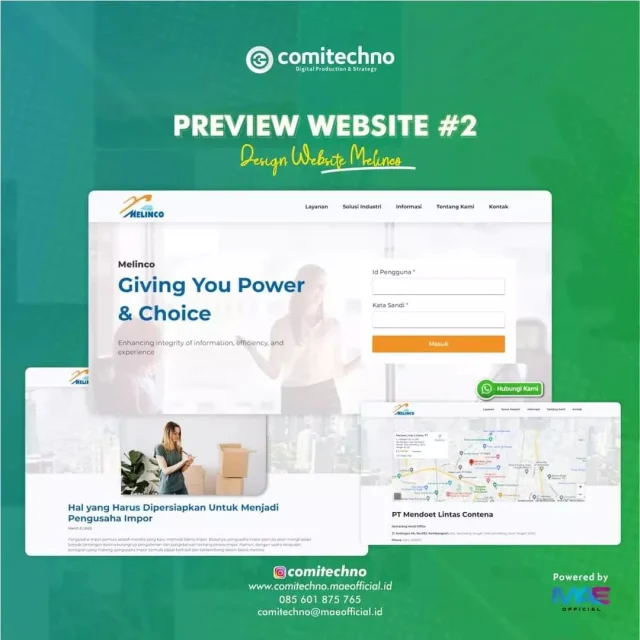 comitechno
Digital Production & Strategy
PREVIEW WEBSITE #2
Design Website Melinco
MELINCO
Layanan Solusi Industri Informasi Tentang Kami Kontak
Melinco
Giving You Power
& Choice
Enhancing integrity of information, efficiency, and
experience
Id Pengguna *
Kata Sandi *
Masuk
Hubungi Kami
MELINCO
Hal yang Harus Dipersiapkan Untuk Menjadi
Pengusaha Impor
MELINCO
Layanan Solusi Industri Informasi Tentang Kami Kontak
PT Mendoet Lintas Contena
comitechno
www.comitechno.maeofficial.id
085 601 875 765
comitechno@maeofficial.id
Powered by
MAE
OFFICIAL